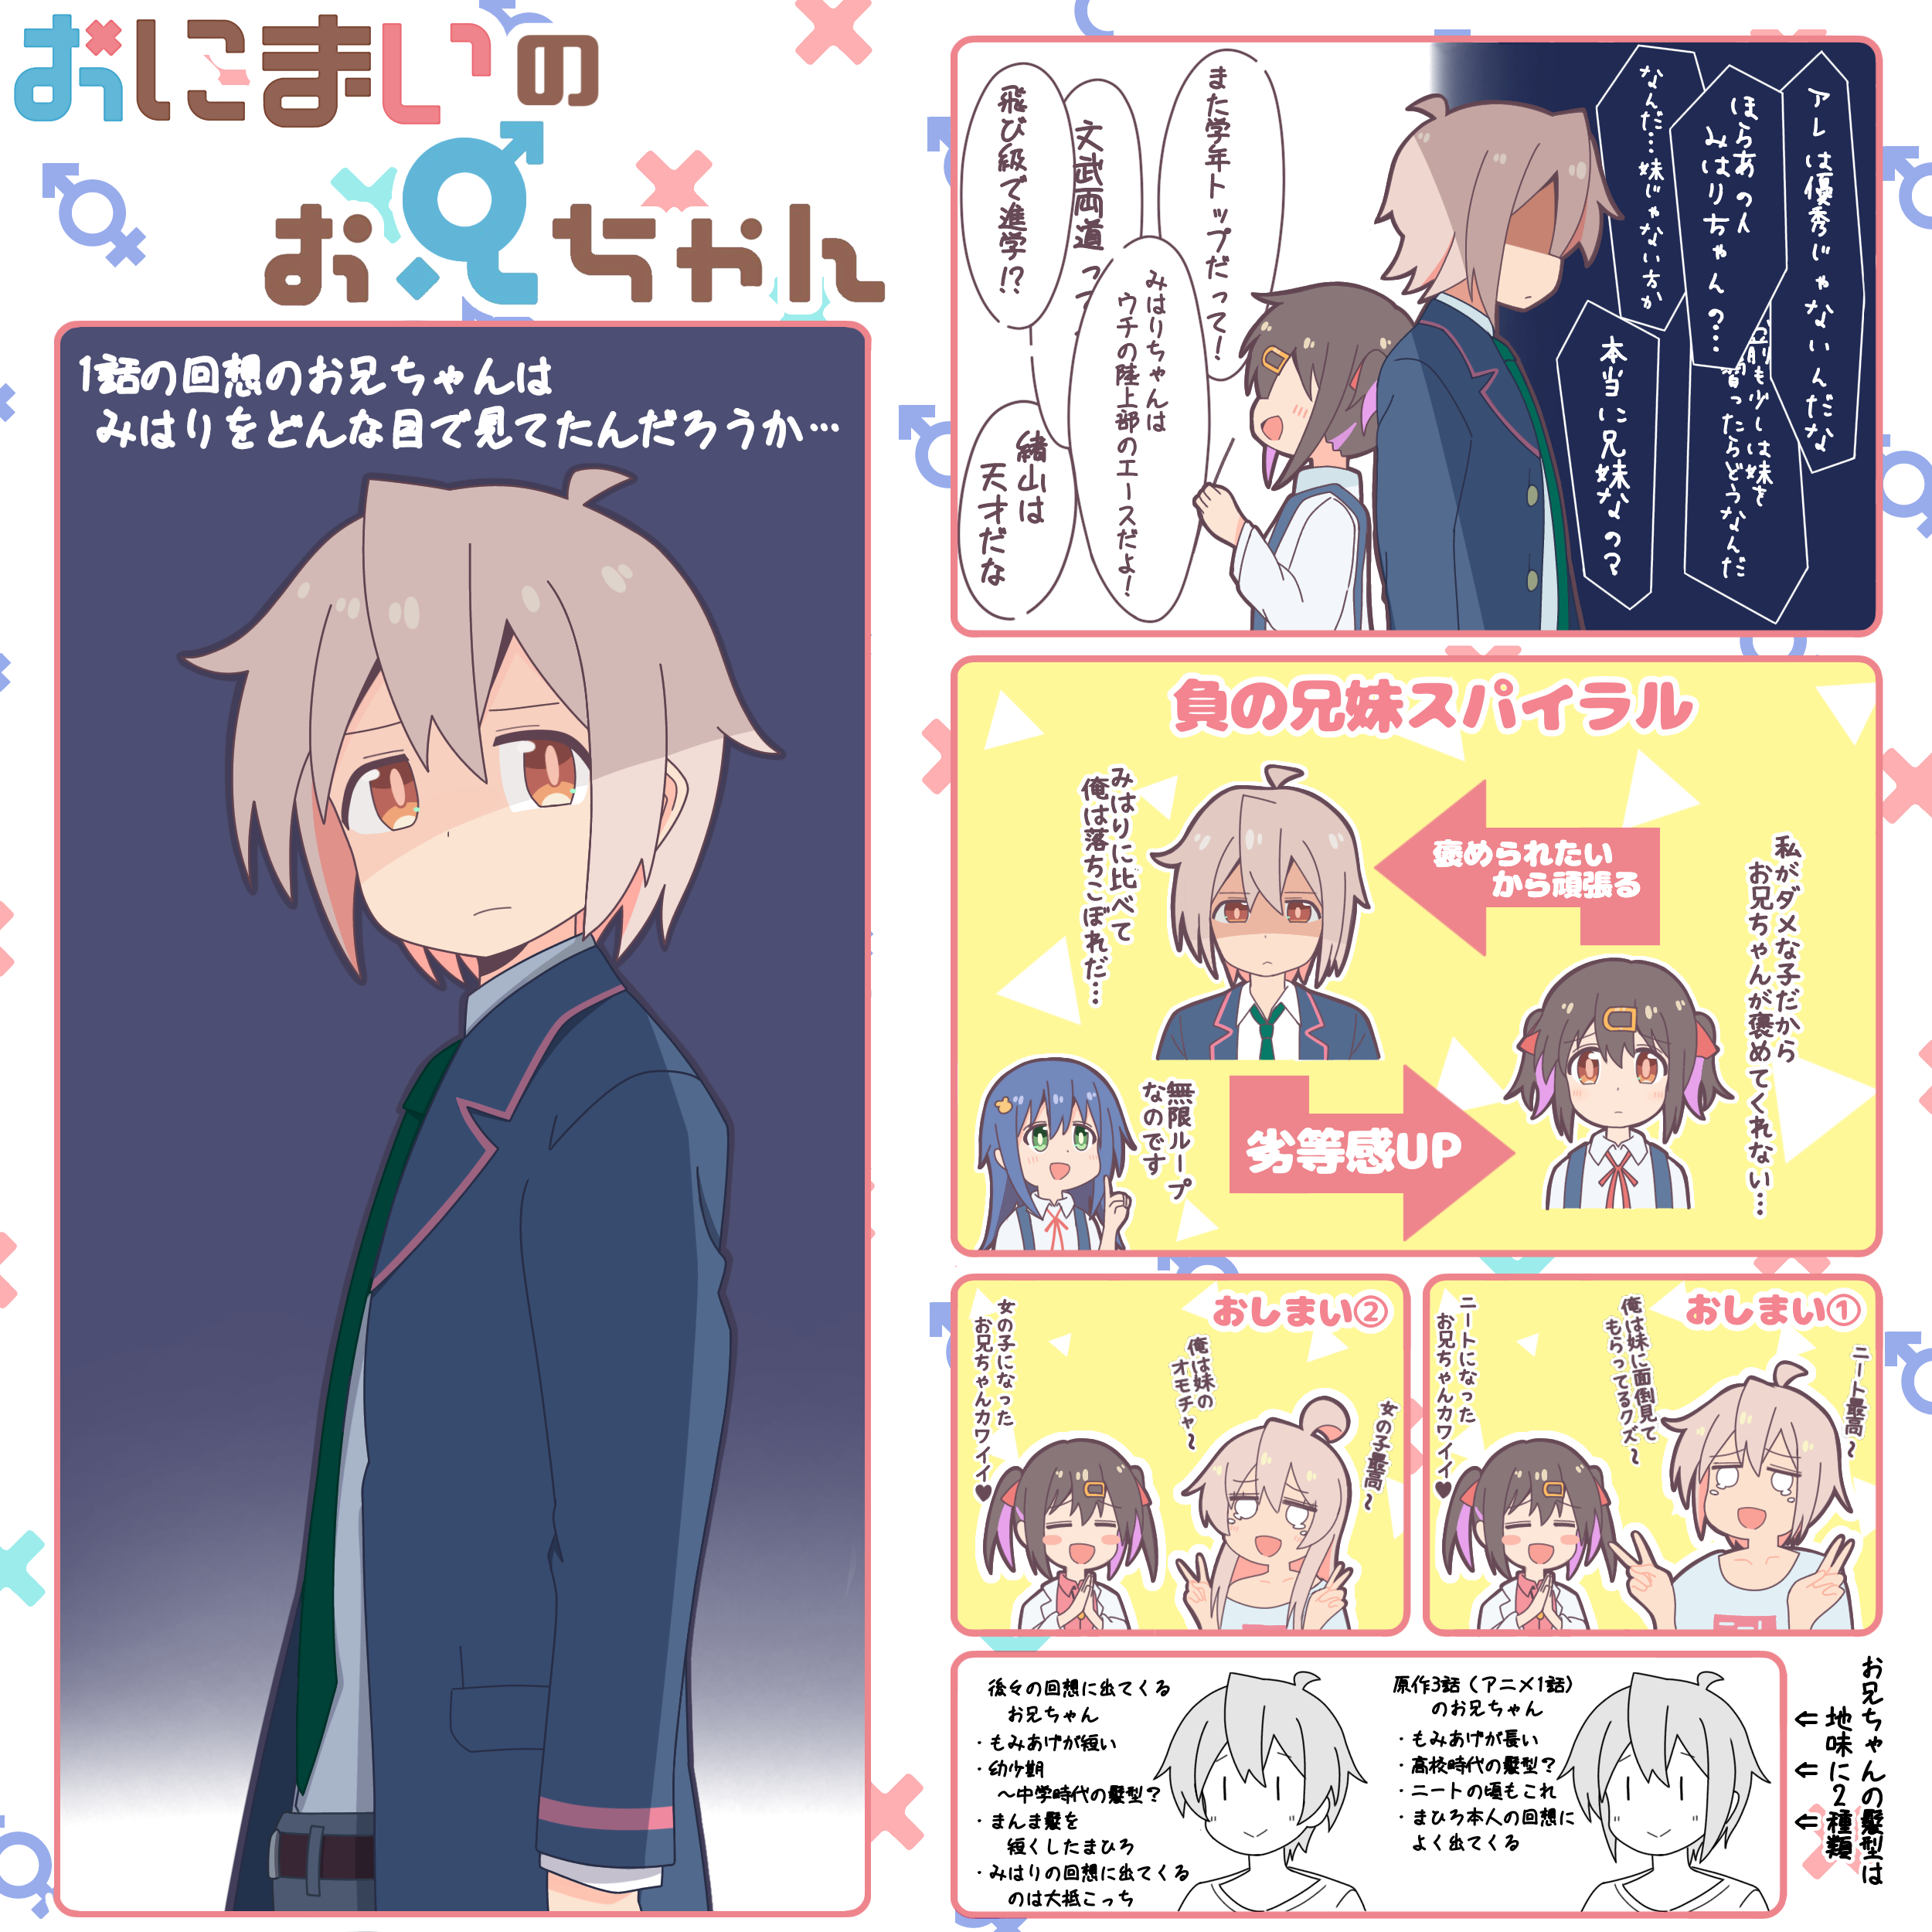 おにまいの
お兄ちゃん
1話の回想のお兄ちゃんは
みはりをどんな目で見てたんだろうか…
アレは優秀じゃないんだな
ほらあの人
みはりちゃんの…
なんだ…妹じゃない方か
前も少しは妹を
習ったらどうなんだ
本当に兄妹なの?
また学年トップだって!
文武両道っ
飛び級で進学!?
みはりちゃんは
ウチの陸上部のエースだよ!
緒山は
天才だな
負の兄妹スパイラル
私がダメな子だから
お兄ちゃんが褒めてくれない…
褒められたい
から頑張る
みはりに比べて
俺は落ちこぼれだ…
劣等感UP
無限ループ
なのです
おしまい①
ニート最高~
俺は妹に面倒見て
もらってるクズ~
ニートになった
お兄ちゃんカワイイ♥
おしまい②
女の子最高~
俺は妹の
オモチャ~
女の子になった
お兄ちゃんカワイイ♥
お兄ちゃんの髪型は
地味に2種類
⇐ ⇐ ⇐
原作3話(アニメ1話)
のお兄ちゃん
・もみあげが長い
・高校時代の髪型?
・ニートの頃もこれ
・まひろ本人の回想に
よく出てくる
後々の回想に出てくる
お兄ちゃん
・もみあげが短い
・幼少期
~中学時代の髪型?
・まんま髪を
短くしたまひろ
・みはりの回想に出てくる
のは大抵こっち